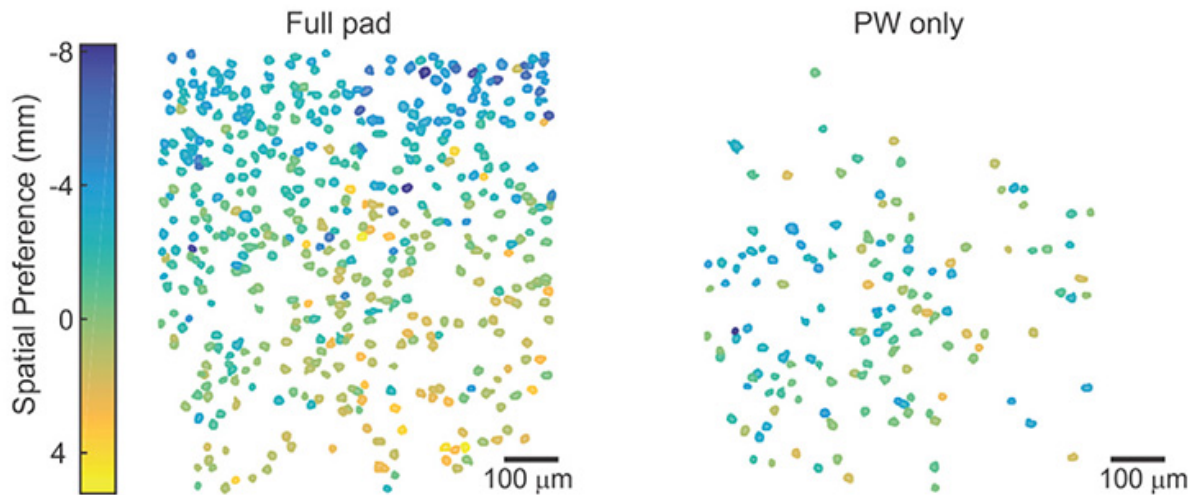 Full pad
PW only
Spatial Preference (mm)
-8
-4
0
4
100 μm
100 μm